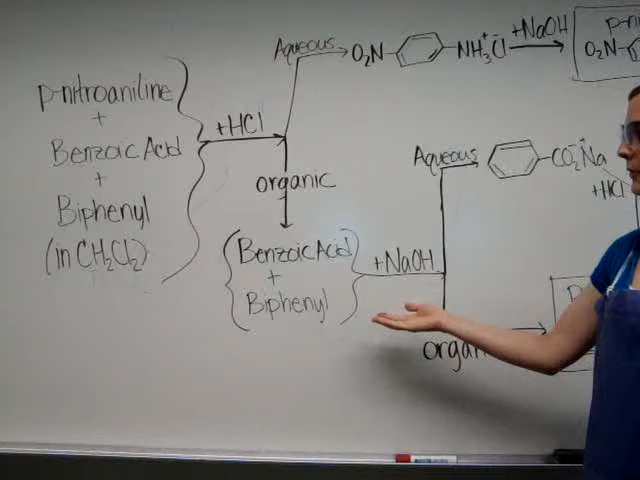 p-nitroaniline
+
Benzoic Acid
+
Biphenyl
(in CH2Cl2)
+HCl
Aqueous
O2N NH3+Cl-
+NaOH
O2N
organic
Benzoic Acid
+
Biphenyl
+NaOH
Aqueous
CO2-Na+
+HCl